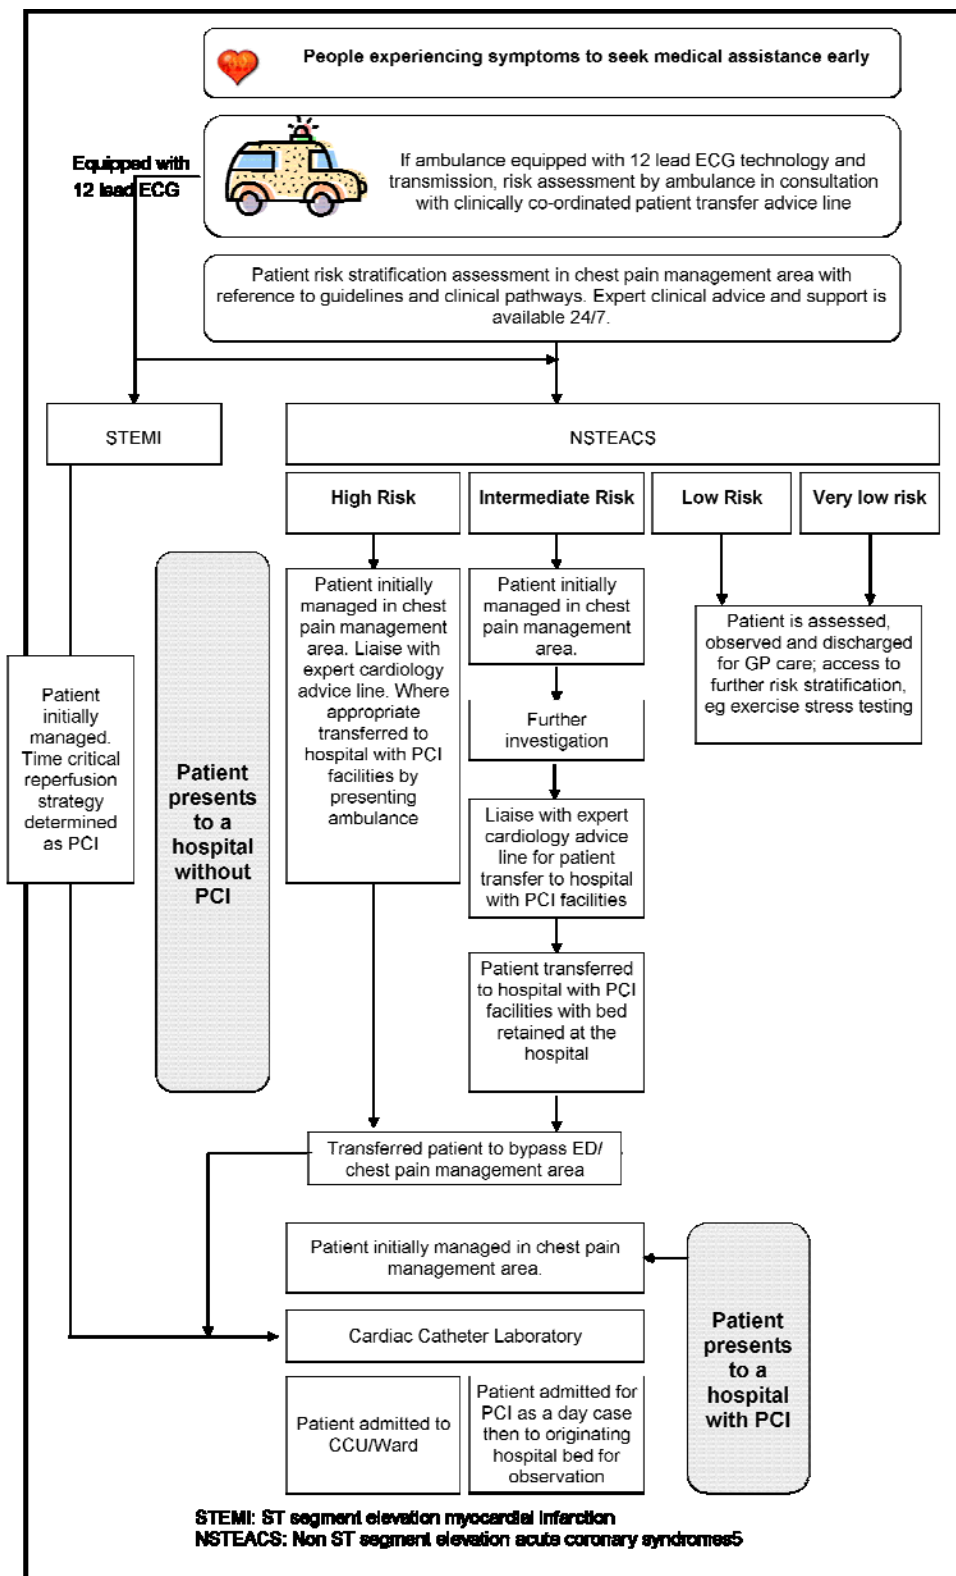 People experiencing symptoms to seek medical assistance early
Equipped with
12 lead ECG
If ambulance equipped with 12 lead ECG technology and
transmission, risk assessment by ambulance in consultation
with clinically co-ordinated patient transfer advice line
Patient risk stratification assessment in chest pain management area with
reference to guidelines and clinical pathways. Expert clinical advice and support is
available 24/7.
STEMI
NSTEACS
High Risk
Intermediate Risk
Low Risk
Very low risk
Patient
initially
managed.
Time critical
reperfusion
strategy
determined
as PCI
Patient
presents
to a
hospital
without
PCI
Patient initially
managed in chest
pain management
area. Liaise with
expert cardiology
advice line. Where
appropriate
transferred to
hospital with PCI
facilities by
presenting
ambulance
Patient initially
managed in chest
pain management
area.
Further
investigation
Liaise with expert
cardiology advice
line for patient
transfer to hospital
with PCI facilities
Patient transferred
to hospital with PCI
facilities with bed
retained at the
hospital
Patient is assessed,
observed and discharged
for GP care; access to
further risk stratification,
eg exercise stress testing
Transferred patient to bypass ED/
chest pain management area
Patient initially managed in chest pain
management area.
Cardiac Catheter Laboratory
Patient admitted to
CCU/Ward
Patient admitted for
PCI as a day case
then to originating
hospital bed for
observation
Patient
presents
to a
hospital
with PCI
STEMI: ST segment elevation myocardial infarction
NSTEACS: Non ST segment elevation acute coronary syndromes5